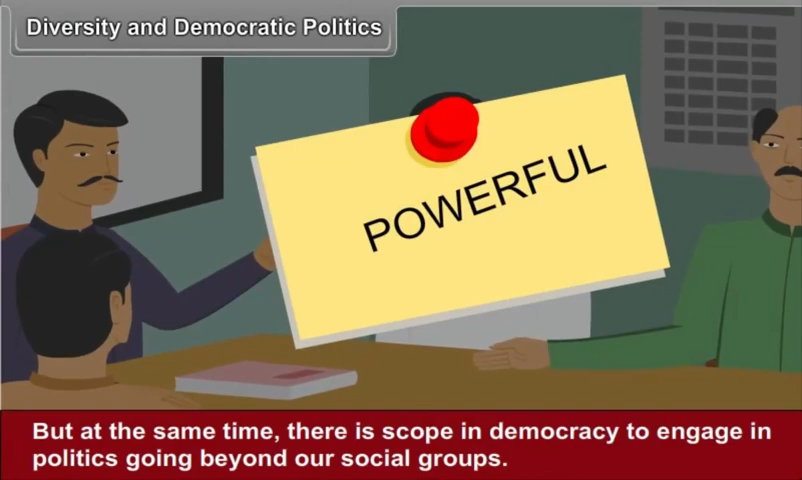 Diversity and Democratic Politics
POWERFUL
But at the same time, there is scope in democracy to engage in
politics going beyond our social groups.